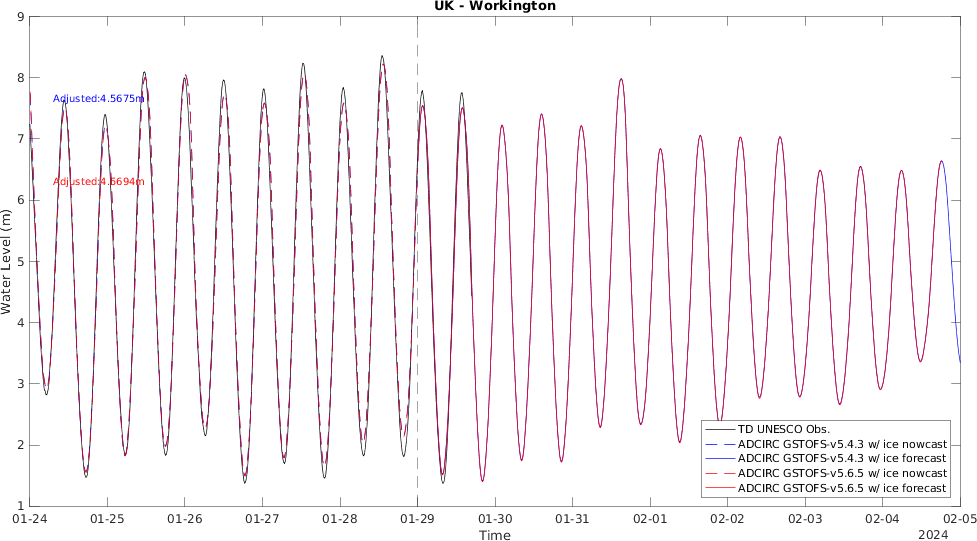 UK - Workington
9
8
7
6
5
4
3
2
1
Water Level (m)
Adjusted:4.5675m
Adjusted:4.6694m
TD UNESCO Obs.
ADCIRC GSTOFS-v5.4.3 w/ ice nowcast
ADCIRC GSTOFS-v5.4.3 w/ ice forecast
ADCIRC GSTOFS-v5.6.5 w/ ice nowcast
ADCIRC GSTOFS-v5.6.5 w/ ice forecast
01-24 01-25 01-26 01-27 01-28 01-29 01-30 01-31 02-01 02-02 02-03 02-04 02-05
Time
2024